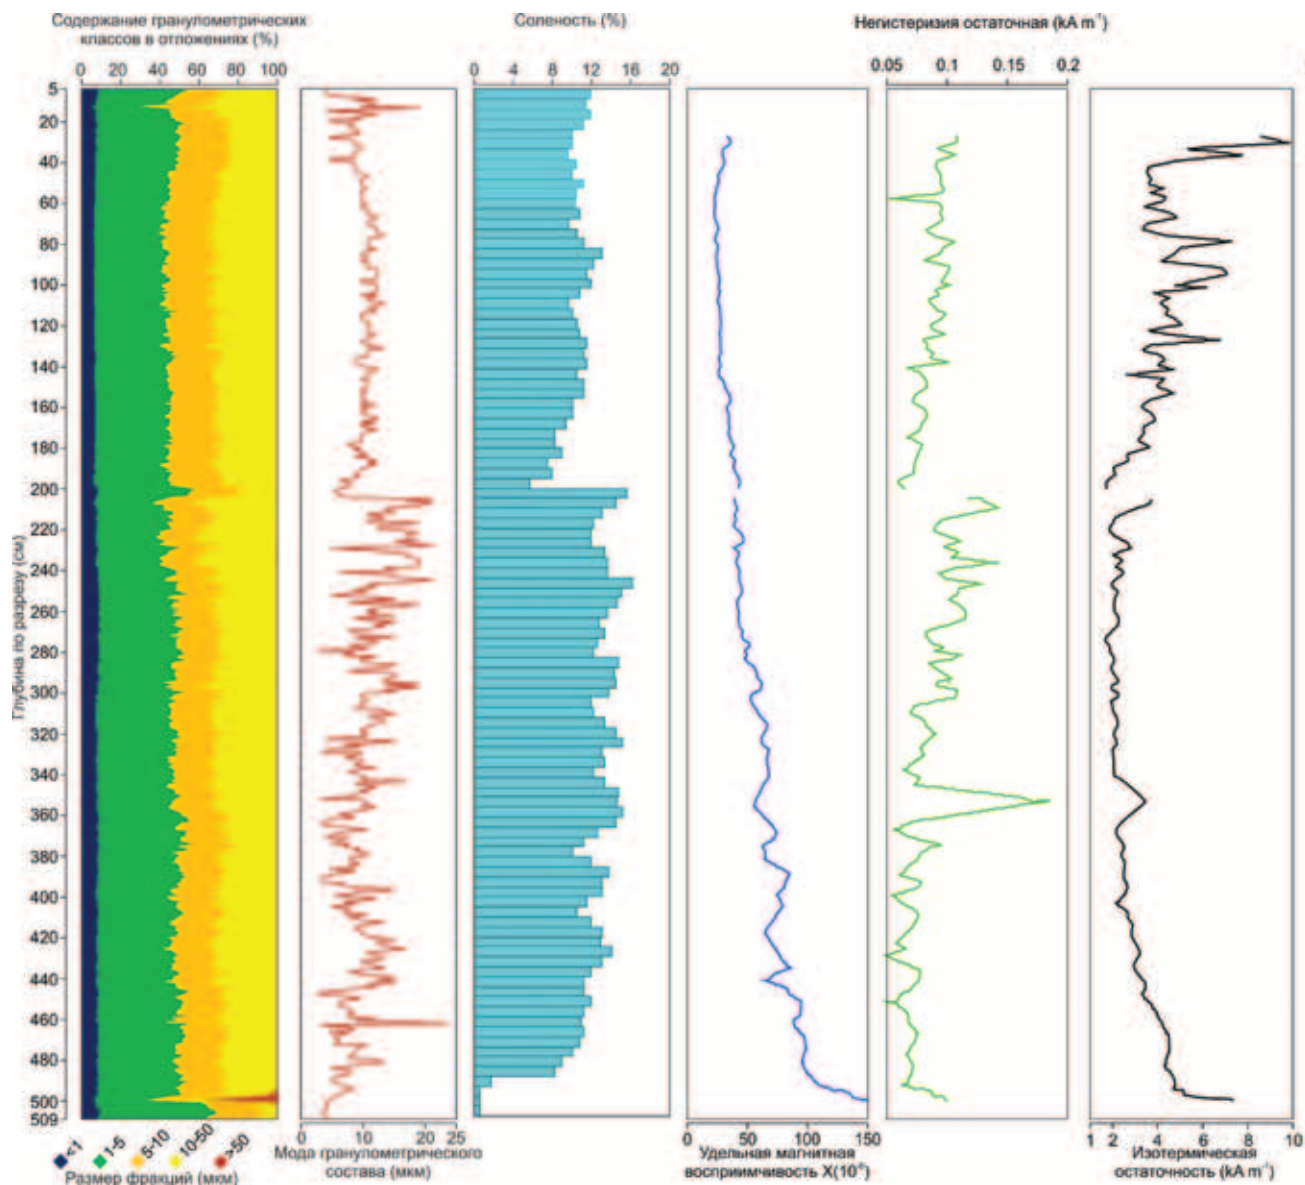 Содержание гранулометрических
классов в отложениях (%)
0 20 40 60 80 100
Соленость (%)
0 4 8 12 16 20
Негистеризия остаточная (kA m⁻¹)
0.05 0.1 0.15 0.2
Глубина по разрезу (см)
5
20
40
60
80
100
120
140
160
180
200
220
240
260
280
300
320
340
360
380
400
420
440
460
480
500
509
<1 1-5 5-10 10-50 >50
Размер фракций (мкм)
0 10 20 25
Мода гранулометрического
состава (мкм)
0 50 100 150
Удельная магнитная
восприимчивость X(10⁻⁸)
1 2 4 6 8 10
Изотермическая
остаточность (kA m⁻¹)